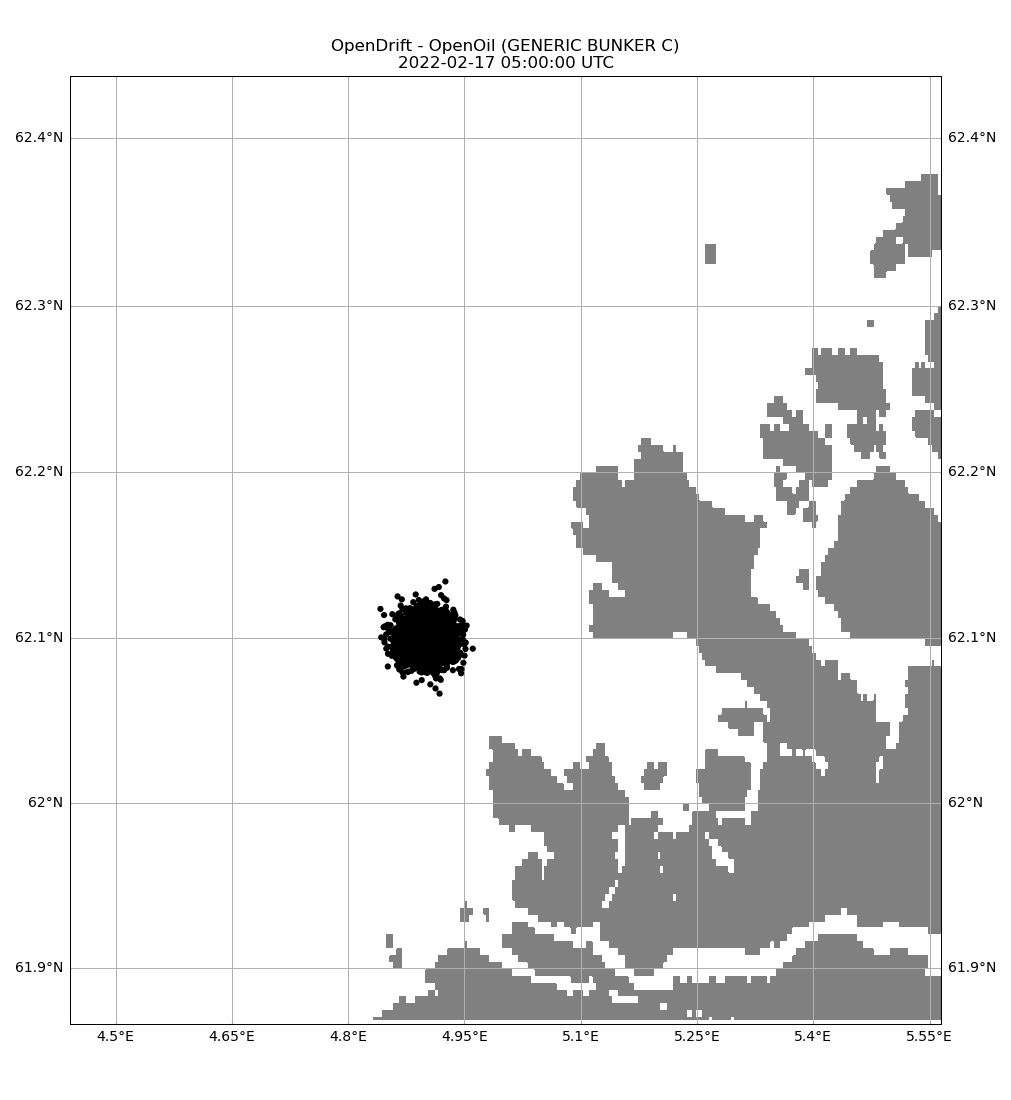 OpenDrift - OpenOil (GENERIC BUNKER C)
2022-02-17 05:00:00 UTC
62.4°N 62.4°N
62.3°N 62.3°N
62.2°N 62.2°N
62.1°N 62.1°N
62°N 62°N
61.9°N 61.9°N
4.5°E 4.65°E 4.8°E 4.95°E 5.1°E 5.25°E 5.4°E 5.55°E